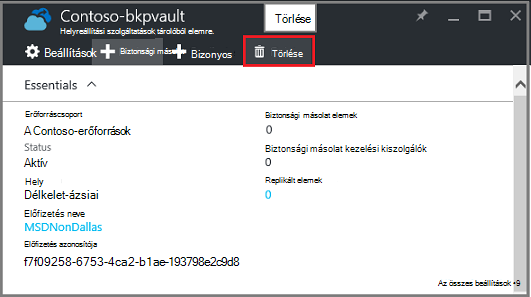 Contoso-bkpvault
Törlése
Helyreállítási szolgáltatások tárolóból elemre.
Beállítások
Biztonsági más
Bizonyos
Törlése
Essentials
Erőforráscsoport
A Contoso-erőforrások
Status
Aktív
Hely
Délkelet-ázsiai
Előfizetés neve
MSDNonDallas
Előfizetés azonosítója
f7f09258-6753-4ca2-b1ae-193798e2c9d8
Biztonsági másolat elemek
0
Biztonsági másolat kezelési kiszolgálók
0
Replikált elemek
0
Az összes beállítások •9